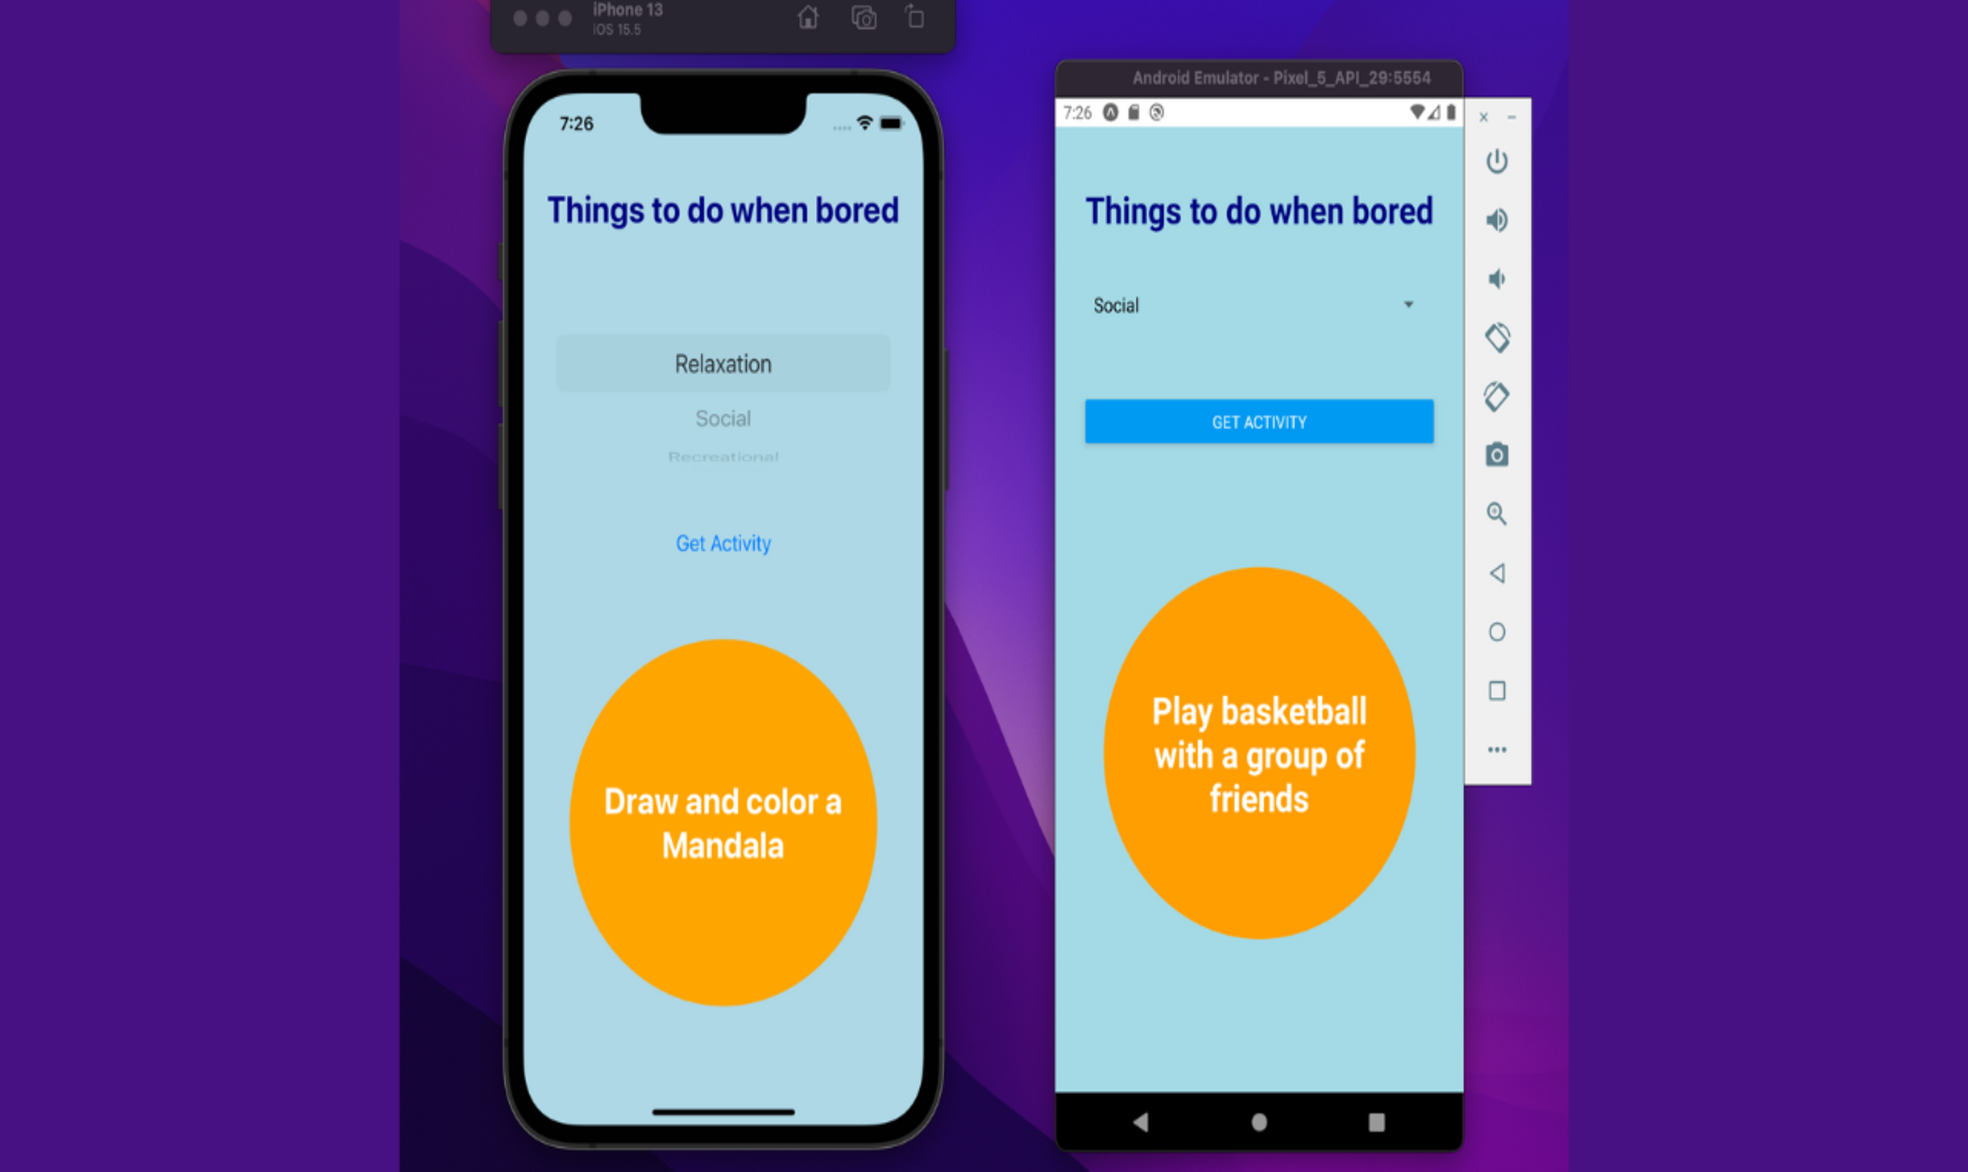 iPhone 13
iOS 15.5
7:26
Things to do when bored
Relaxation
Social
Recreational
Get Activity
Draw and color a
Mandala
Android Emulator - Pixel_5_API_29:5554
7:26
Things to do when bored
Social
GET ACTIVITY
Play basketball
with a group of
friends